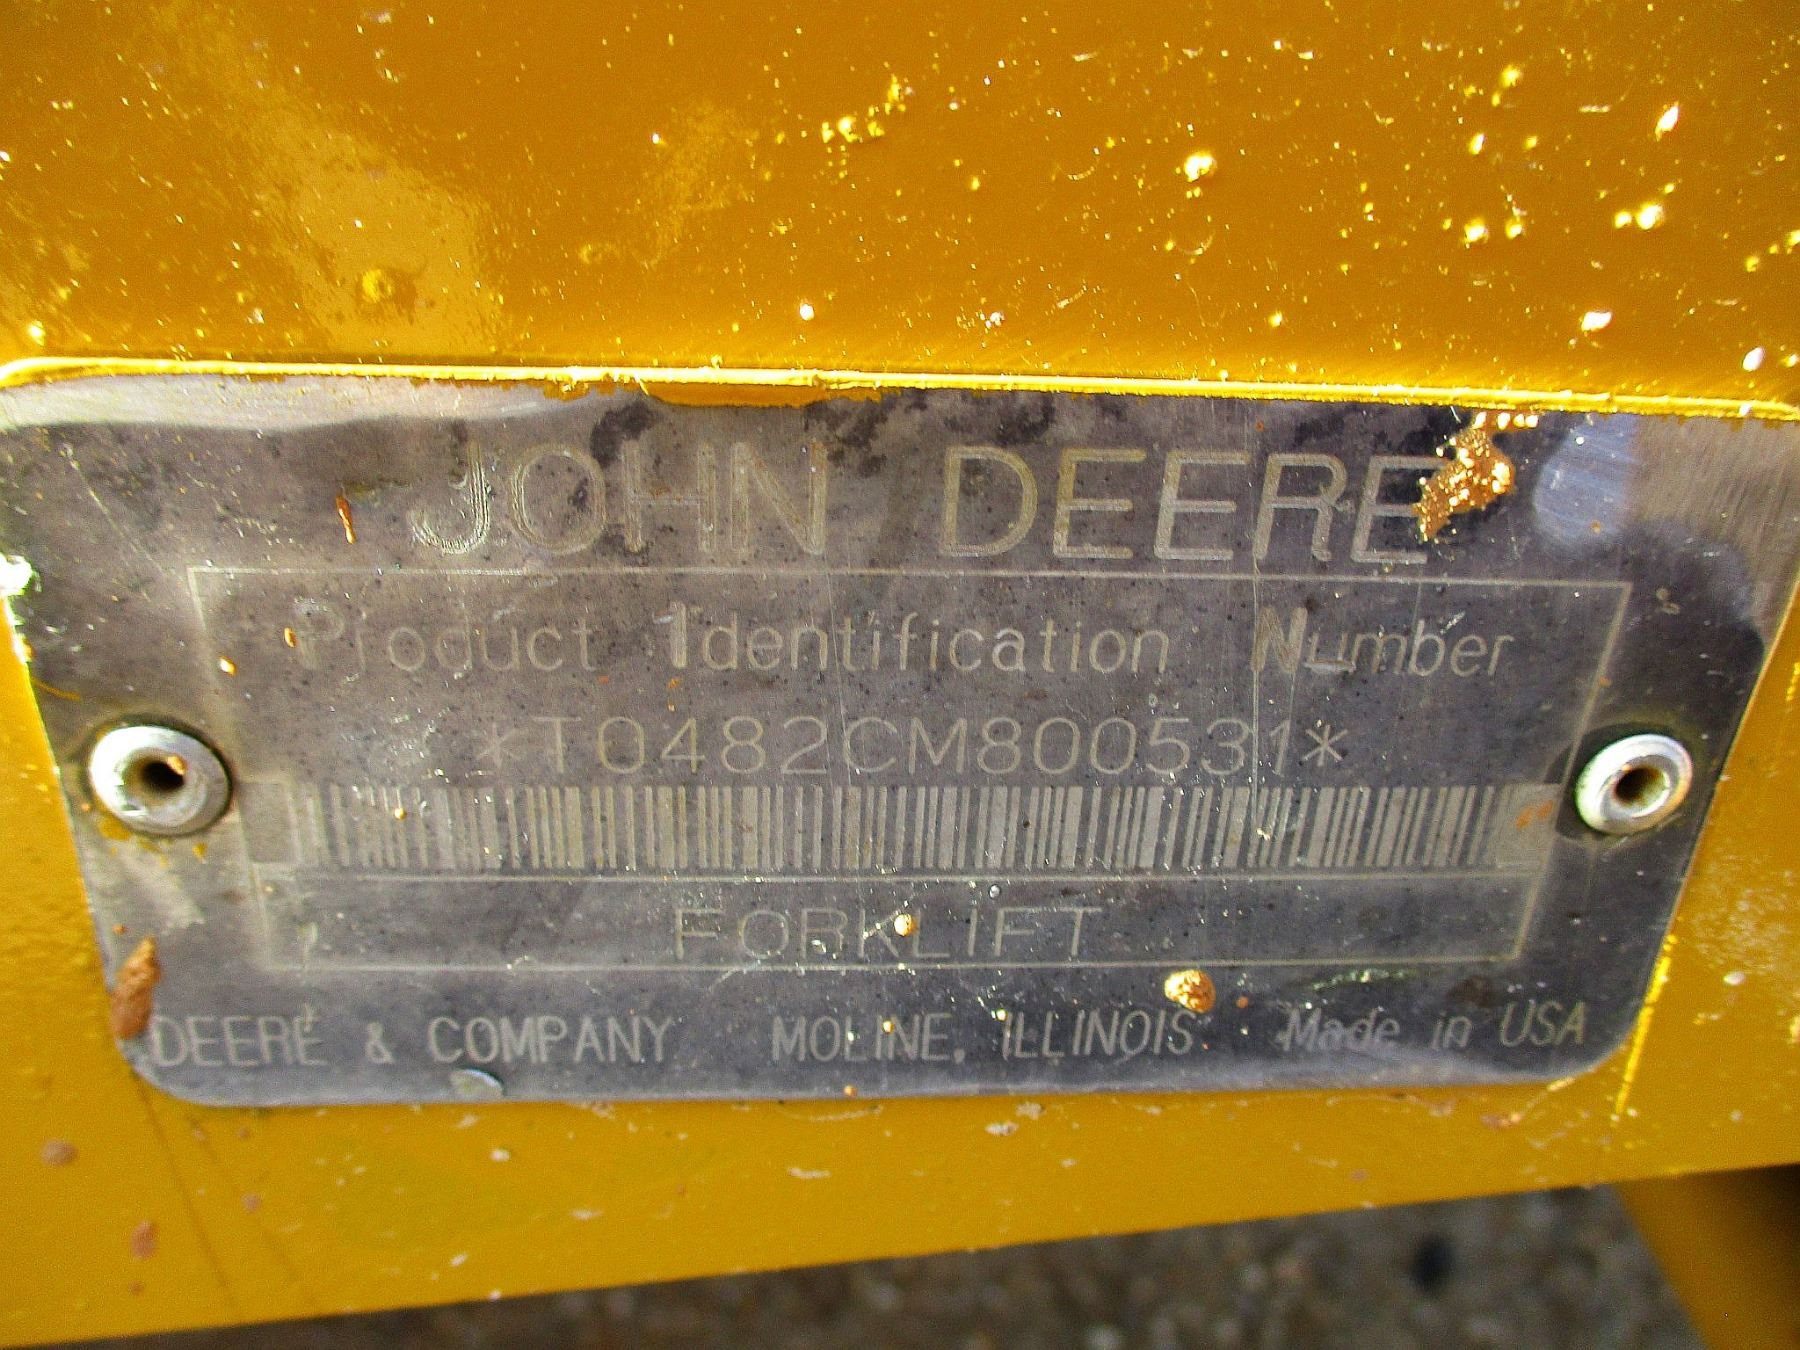 JOHN DEERE
Product Identification Number
*T0482CM800531*
FORKLIFT
DEERE & COMPANY MOLINE, ILLINOIS Made in USA